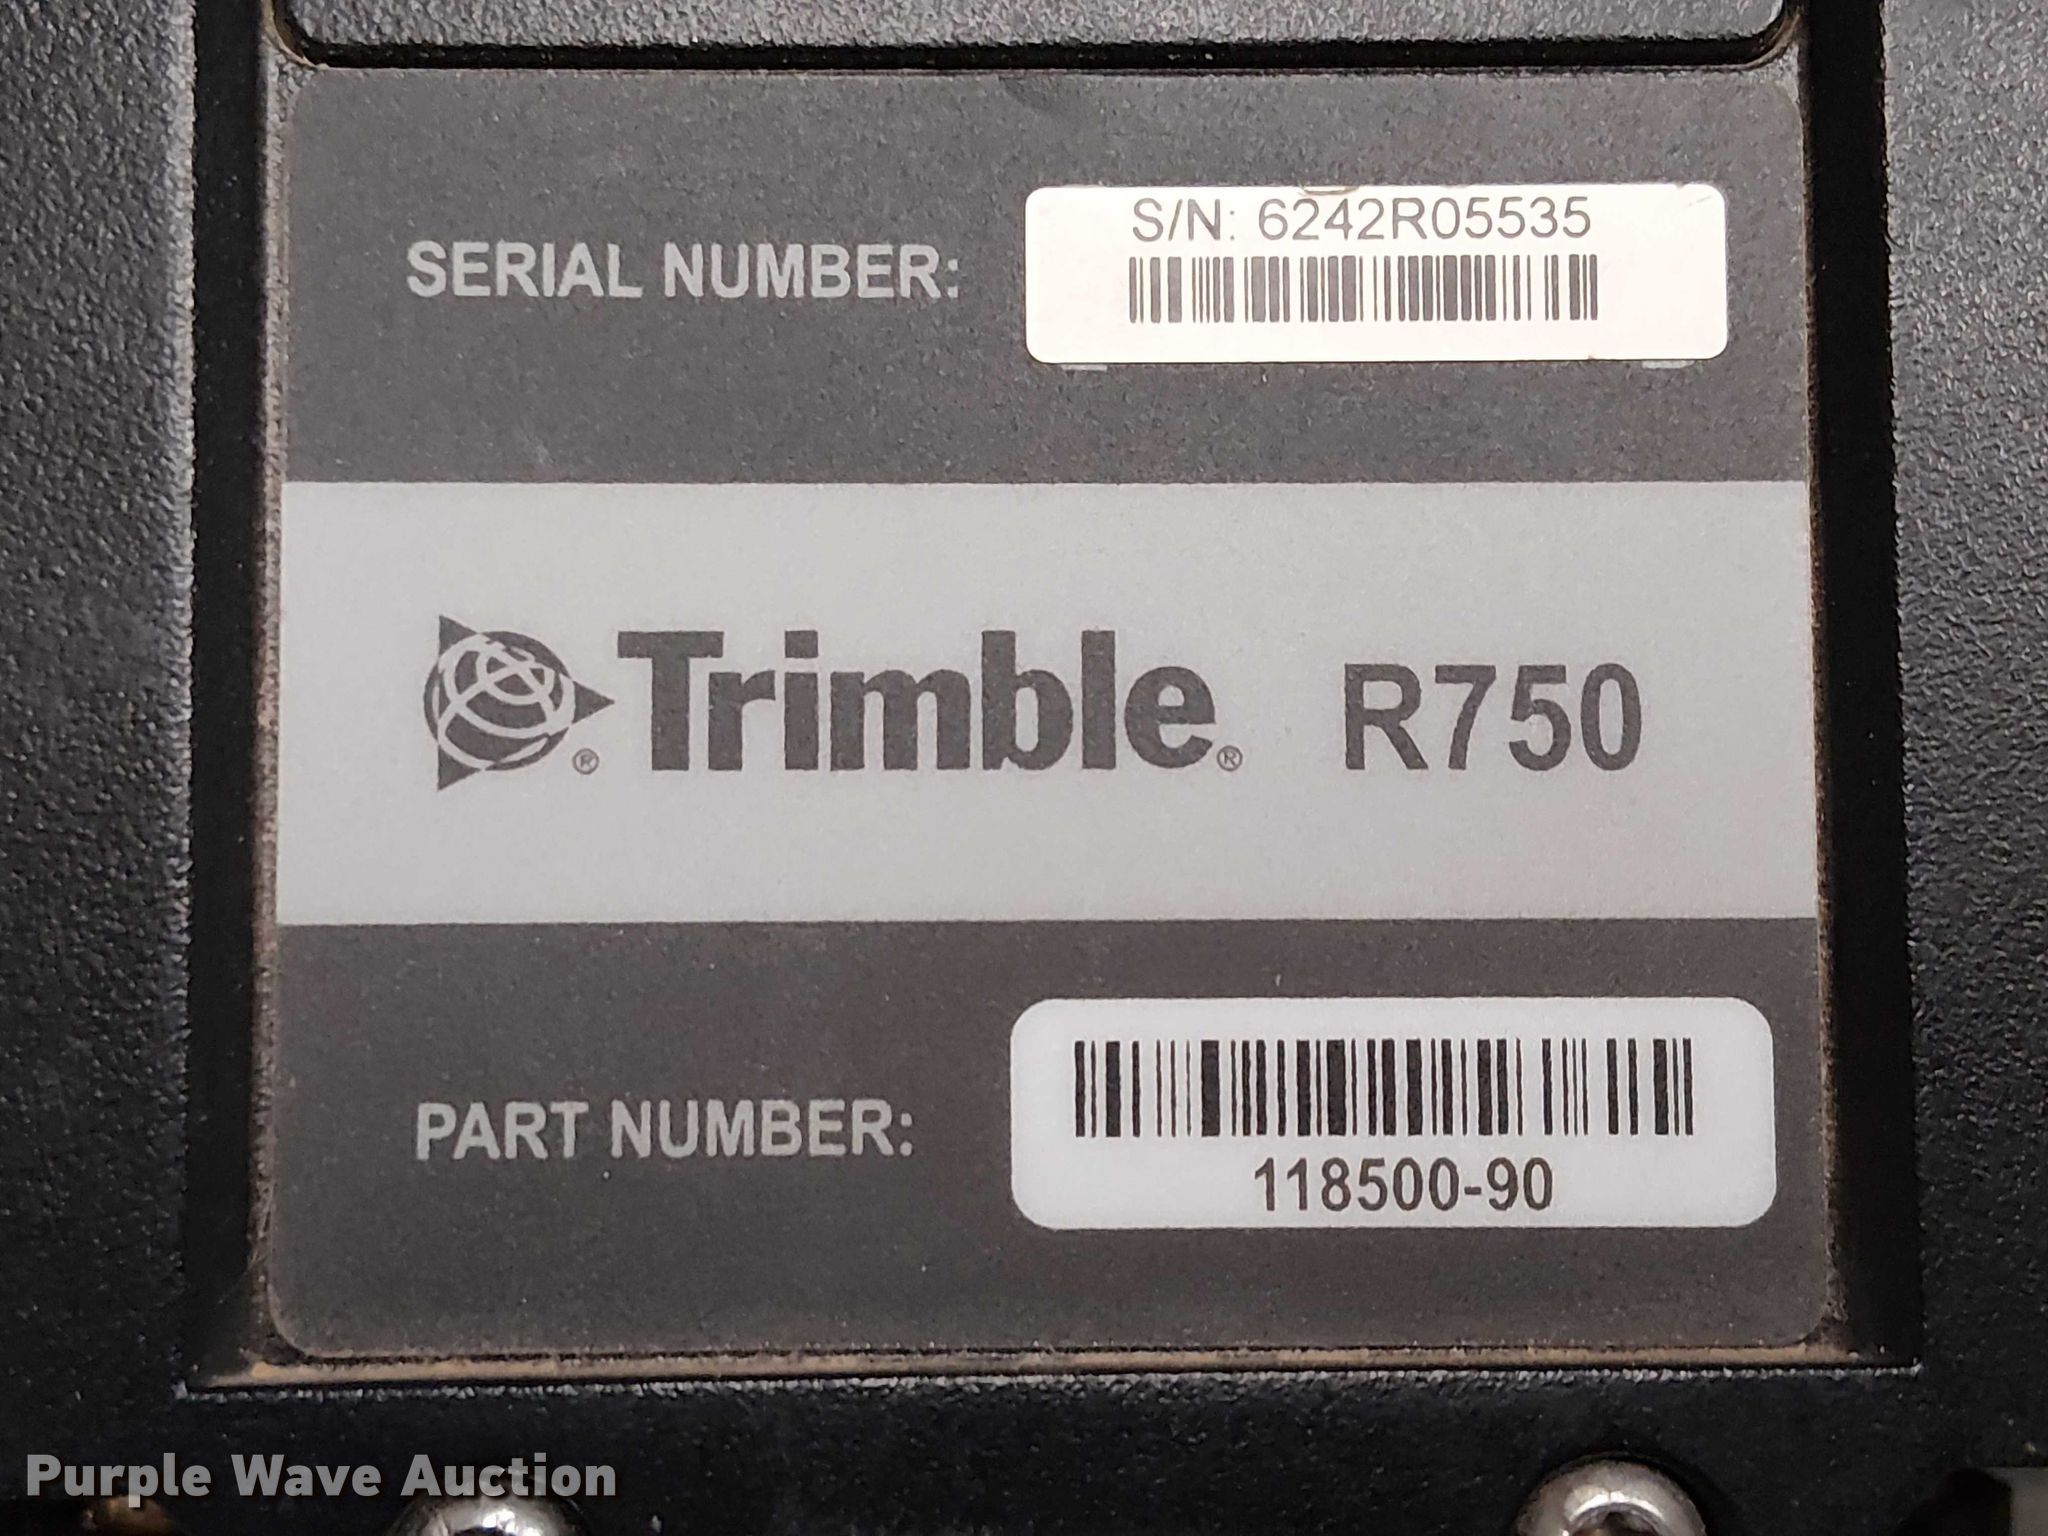 SERIAL NUMBER:
S/N: 6242R05535
® Trimble® R750
PART NUMBER:
118500-90
Purple Wave Auction